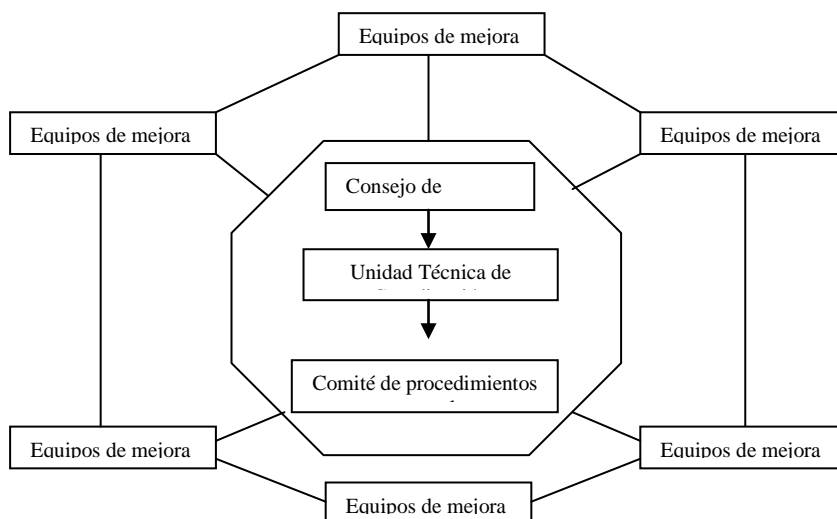 Equipos de mejora
Equipos de mejora
Equipos de mejora
Consejo de
Unidad Técnica de
Comité de procedimientos
Equipos de mejora
Equipos de mejora
Equipos de mejora